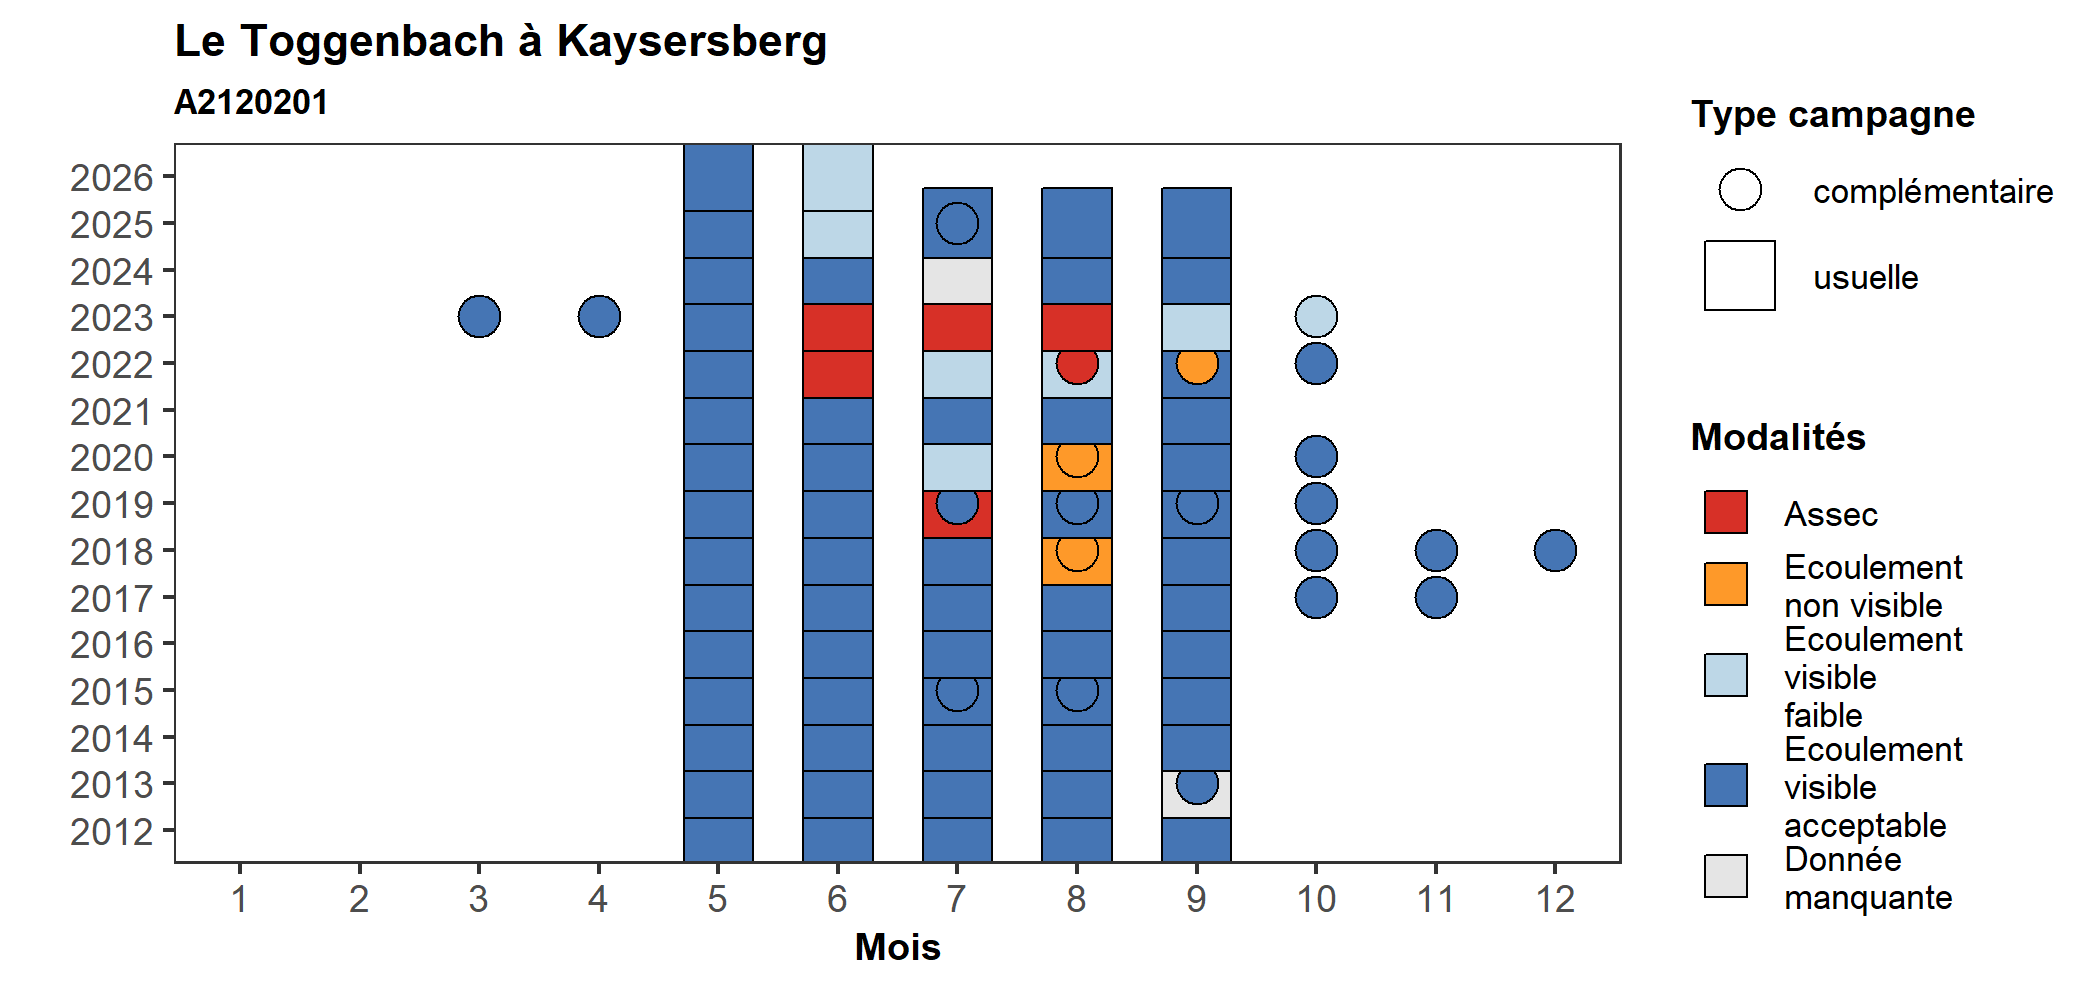 Le Toggenbach à Kaysersberg
A2120201
2026
2025
2024
2023
2022
2021
2020
2019
2018
2017
2016
2015
2014
2013
2012
1 2 3 4 5 6 7 8 9 10 11 12
Mois
Type campagne
complémentaire
usuelle
Modalités
Assec
Ecoulement
non visible
Ecoulement
visible
faible
Ecoulement
visible
acceptable
Donnée
manquante